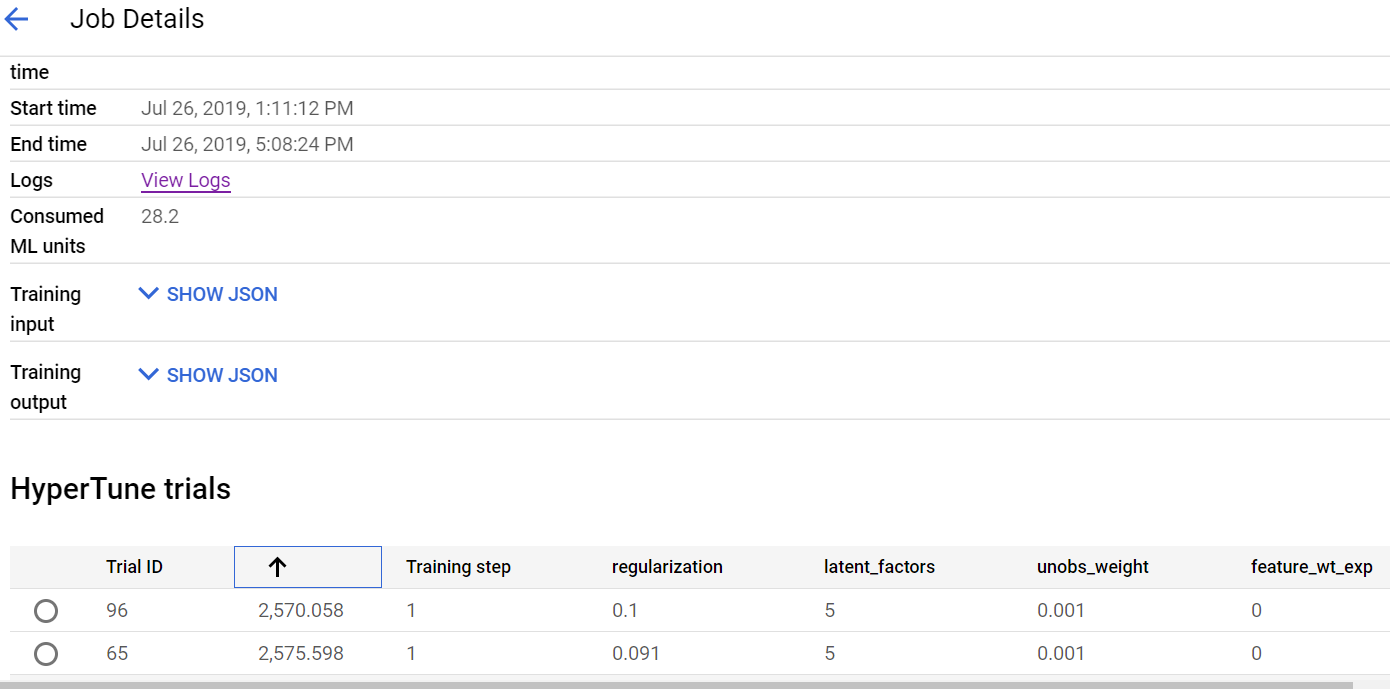 Job Details
time
Start time Jul 26, 2019, 1:11:12 PM
End time Jul 26, 2019, 5:08:24 PM
Logs View Logs
Consumed 28.2
ML units
Training SHOW JSON
input
Training SHOW JSON
output
HyperTune trials
Trial ID Training step regularization latent_factors unobs_weight feature_wt_exp
96 2,570.058 1 0.1 5 0.001 0
65 2,575.598 1 0.091 5 0.001 0